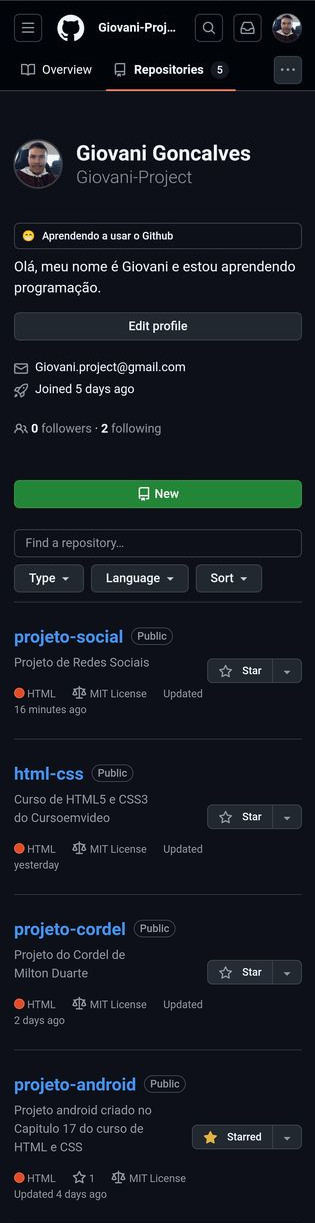 Giovani-Proj...
Overview
Repositories 5
Giovani Goncalves
Giovani-Project
Aprendendo a usar o Github
Olá, meu nome é Giovani e estou aprendendo
programação.
Edit profile
Giovani.project@gmail.com
Joined 5 days ago
0 followers · 2 following
New
Find a repository...
Type
Language
Sort
projeto-social Public
Projeto de Redes Sociais
Star
HTML MIT License Updated
16 minutes ago
html-css Public
Curso de HTML5 e CSS3
do Cursoemvideo
Star
HTML MIT License Updated
yesterday
projeto-cordel Public
Projeto do Cordel de
Milton Duarte
Star
HTML MIT License Updated
2 days ago
projeto-android Public
Projeto android criado no
Capitulo 17 do curso de
HTML e CSS
Starred
HTML 1 MIT License
Updated 4 days ago